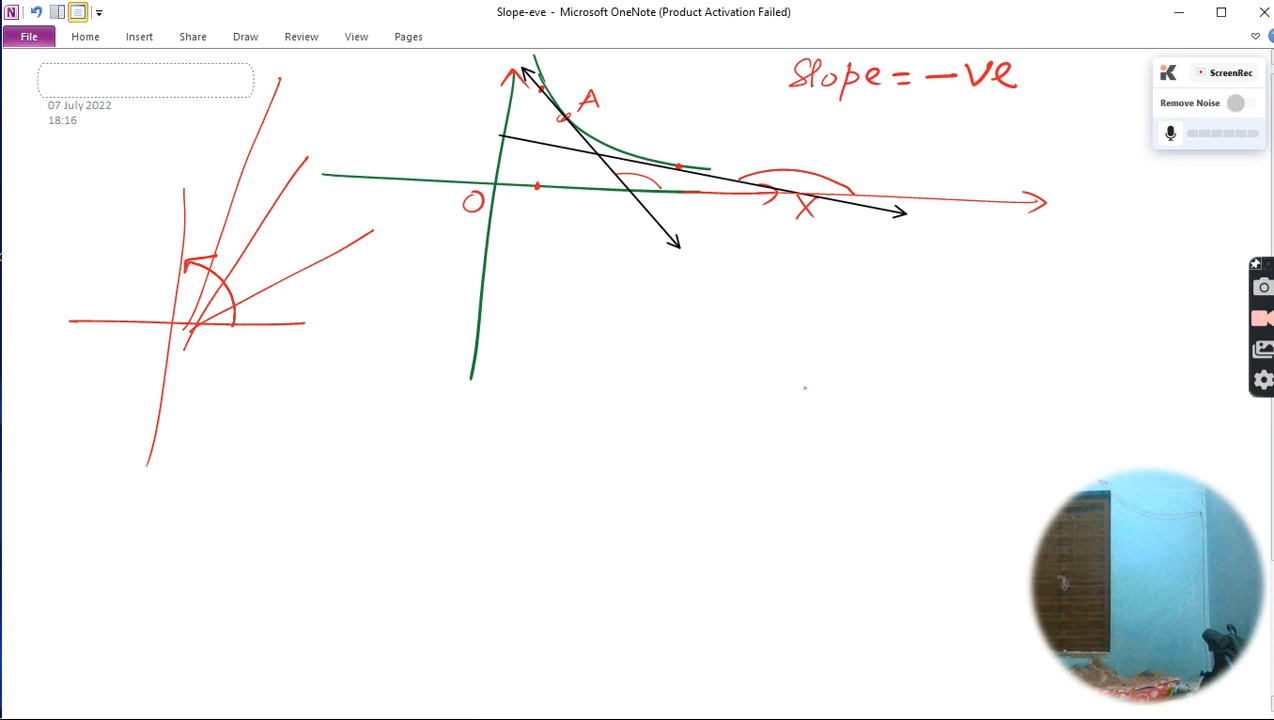 Slope-eve - Microsoft OneNote (Product Activation Failed)
File Home Insert Share Draw Review View Pages
07 July 2022
18:16
Slope = -ve
A
O
X
ScreenRec
Remove Noise